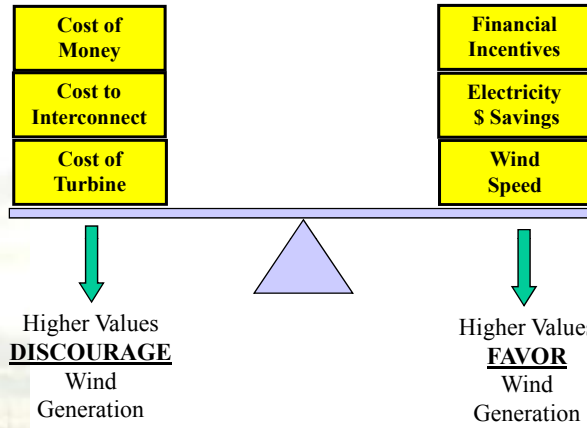 Cost of
Money
Cost to
Interconnect
Cost of
Turbine
Financial
Incentives
Electricity
$ Savings
Wind
Speed
Higher Values
DISCOURAGE
Wind
Generation
Higher Values
FAVOR
Wind
Generation